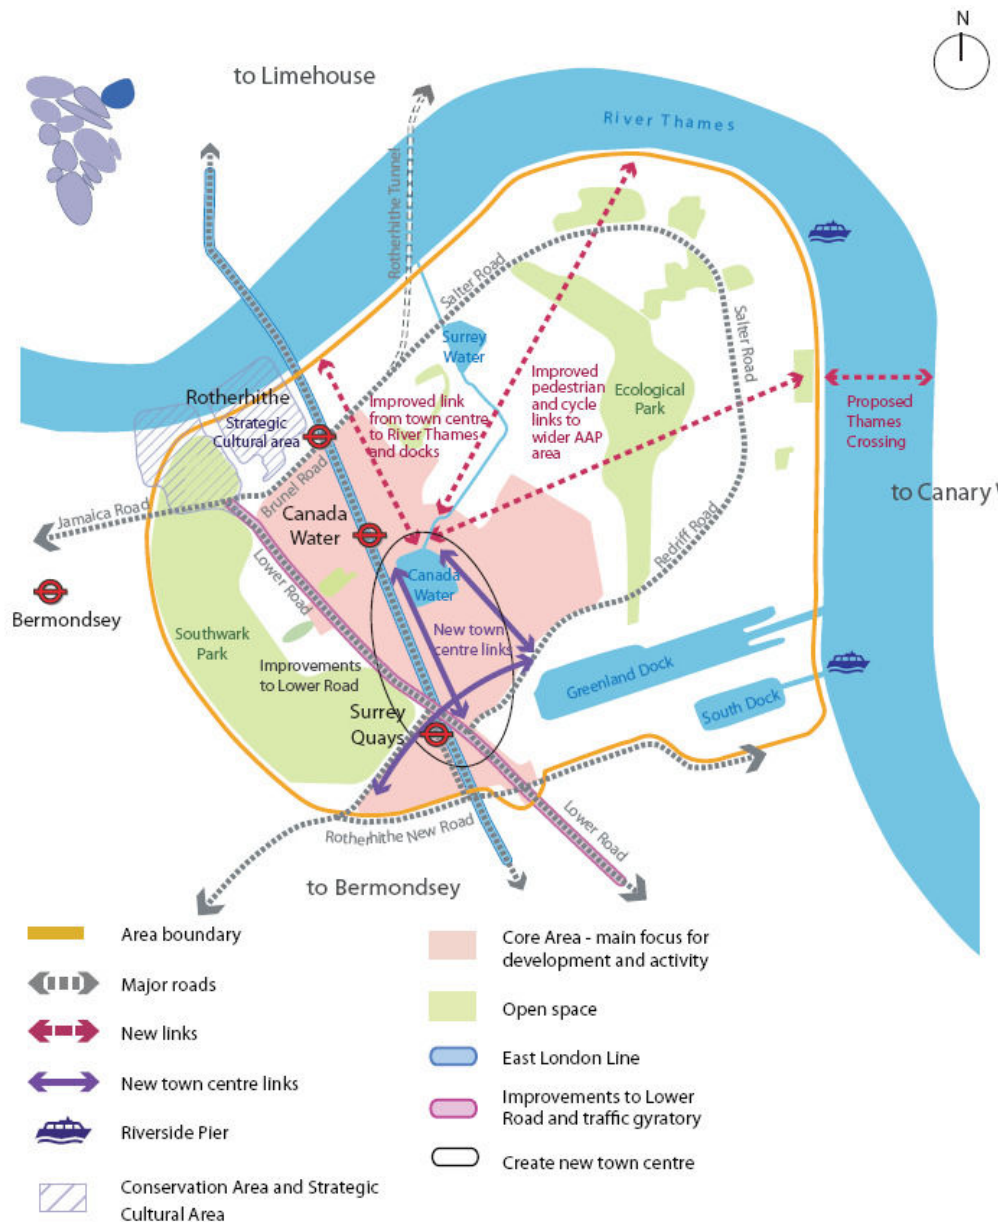 N
to Limehouse
River Thames
Rotherhithe Tunnel
Salter Road
Salter Road
Surrey
Water
Improved
pedestrian
and cycle
links to
wider AAP
area
Ecological
Park
Proposed
Thames
Crossing
to Canary
Rotherhithe
Strategic
Cultural area
Improved link
from town centre
to River Thames
and docks
Brunel Road
Jamaica Road
Canada
Water
Lower Road
Redriff Road
Bermondsey
Canada
Water
Southwark
Park
New town
centre links
Improvements
to Lower Road
Greenland Dock
South Dock
Surrey
Quays
Rotherhithe New Road
Lower Road
to Bermondsey
Area boundary
Major roads
New links
New town centre links
Riverside Pier
Conservation Area and Strategic
Cultural Area
Core Area - main focus for
development and activity
Open space
East London Line
Improvements to Lower
Road and traffic gyratory
Create new town centre